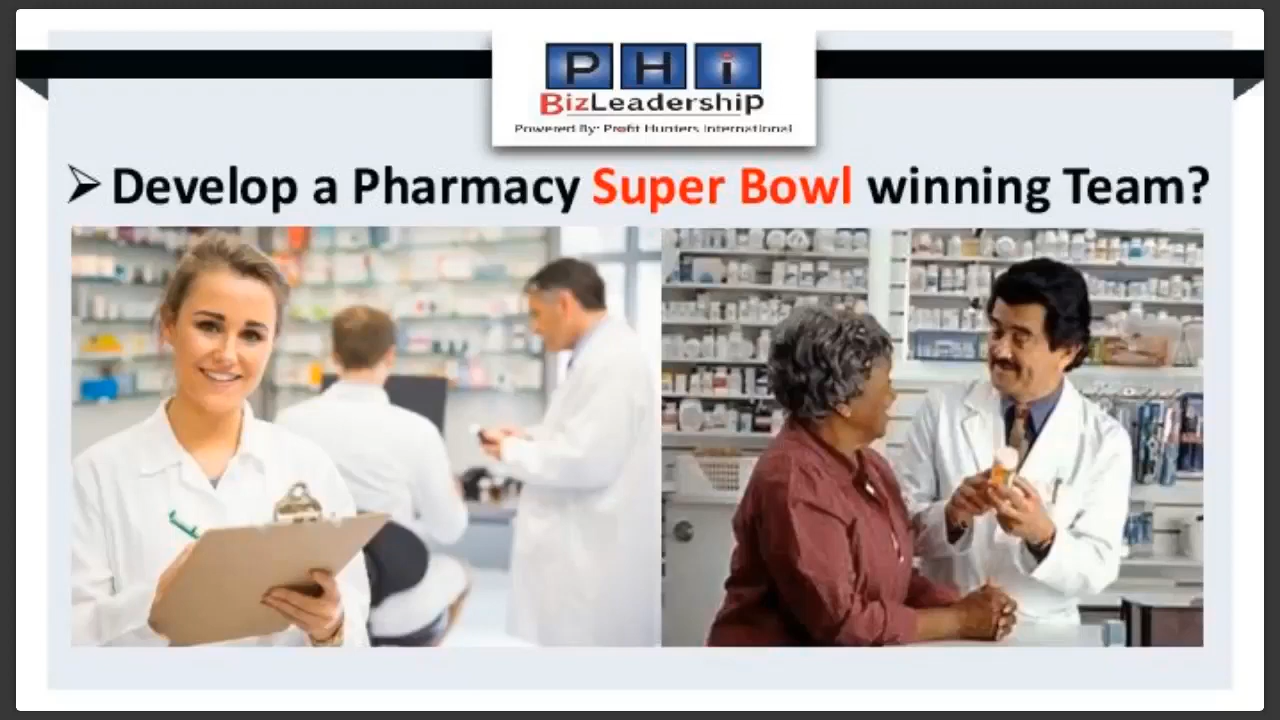 PHi
BizLeadership
Powered By: Profit Hunters International
➢ Develop a Pharmacy Super Bowl winning Team?